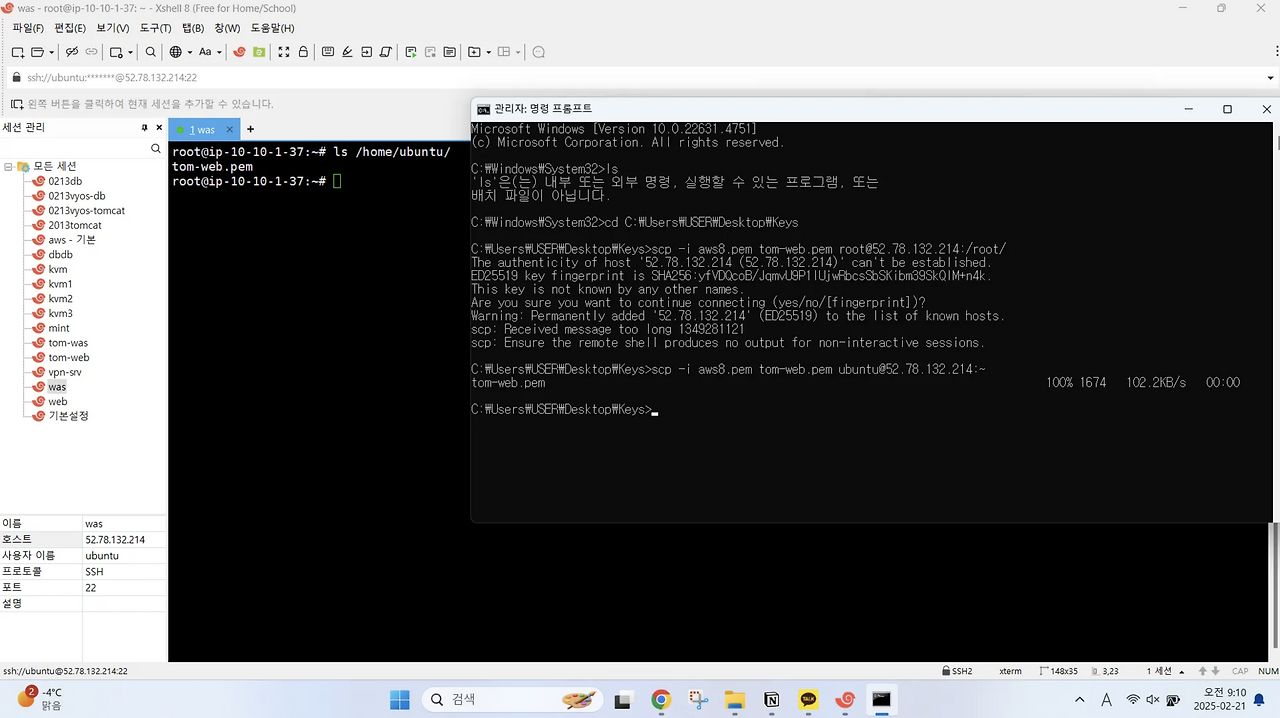 was - root@ip-10-10-1-37: ~ - Xshell 8 (Free for Home/School)
파일(F) 편집(E) 보기(V) 도구(T) 탭(B) 창(W) 도움말(H)
Aa
ssh://ubuntu:*******@52.78.132.214:22
왼쪽 버튼을 클릭하여 현재 세션을 추가할 수 있습니다.
세션 관리
1 was
모든 세션
0213db
0213vyos-db
0213vyos-tomcat
2013tomcat
aws - 기본
dbdb
kvm
kvm1
kvm2
kvm3
mint
tom-was
tom-web
vpn-srv
was
web
기본설정
이름 was
호스트 52.78.132.214
사용자 이름 ubuntu
프로토콜 SSH
포트 22
설명
root@ip-10-10-1-37:~# ls /home/ubuntu/
tom-web.pem
root@ip-10-10-1-37:~#
관리자: 명령 프롬프트
Microsoft Windows [Version 10.0.22631.4751]
(c) Microsoft Corporation. All rights reserved.
C:₩Windows₩System32>ls
'ls'은(는) 내부 또는 외부 명령, 실행할 수 있는 프로그램, 또는
배치 파일이 아닙니다.
C:₩Windows₩System32>cd C:₩Users₩USER₩Desktop₩Keys
C:₩Users₩USER₩Desktop₩Keys>scp -i aws8.pem tom-web.pem root@52.78.132.214:/root/
The authenticity of host '52.78.132.214 (52.78.132.214)' can't be established.
ED25519 key fingerprint is SHA256:yfVDQcoB/JqmvU9P1IUjwRbcsSbSKibm39SkQIM+n4k.
This key is not known by any other names.
Are you sure you want to continue connecting (yes/no/[fingerprint])?
Warning: Permanently added '52.78.132.214' (ED25519) to the list of known hosts.
scp: Received message too long 1349281121
scp: Ensure the remote shell produces no output for non-interactive sessions.
C:₩Users₩USER₩Desktop₩Keys>scp -i aws8.pem tom-web.pem ubuntu@52.78.132.214:~
tom-web.pem 100% 1674 102.2KB/s 00:00
C:₩Users₩USER₩Desktop₩Keys>
ssh://ubuntu@52.78.132.214:22 SSH2 xterm 148x35 3,23 1 세션 CAP NUM
2
-4°C
맑음
검색
TALK
A
오전 9:10
2025-02-21